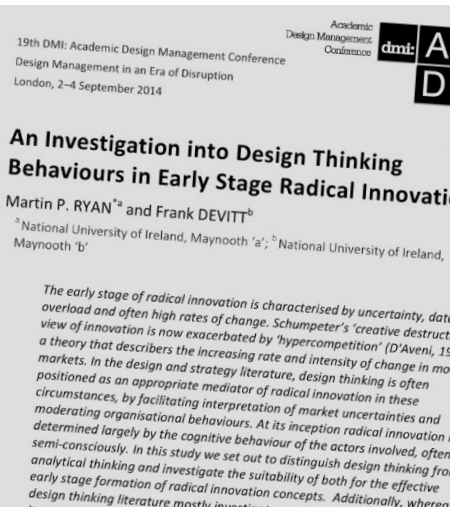 Academic
Design Management
Conference
dmi:
A
D
19th DMI: Academic Design Management Conference
Design Management in an Era of Disruption
London, 2–4 September 2014
An Investigation into Design Thinking
Behaviours in Early Stage Radical Innovati
Martin P. RYAN*a and Frank DEVITTb
a National University of Ireland, Maynooth 'a'; b National University of Ireland,
Maynooth 'b'
The early stage of radical innovation is characterised by uncertainty, data
overload and often high rates of change. Schumpeter's 'creative destruct
view of innovation is now exacerbated by 'hypercompetition' (D'Aveni, 19
a theory that describes the increasing rate and intensity of change in mo
markets. In the design and strategy literature, design thinking is often
positioned as an appropriate mediator of radical innovation in these
circumstances, by facilitating interpretation of market uncertainties and
moderating organisational behaviours. At its inception radical innovation i
determined largely by the cognitive behaviour of the actors involved, often
semi-consciously. In this study we set out to distinguish design thinking fro
analytical thinking and investigate the suitability of both for the effective
early stage formation of radical innovation concepts. Additionally, wherea
design thinking literature mostly